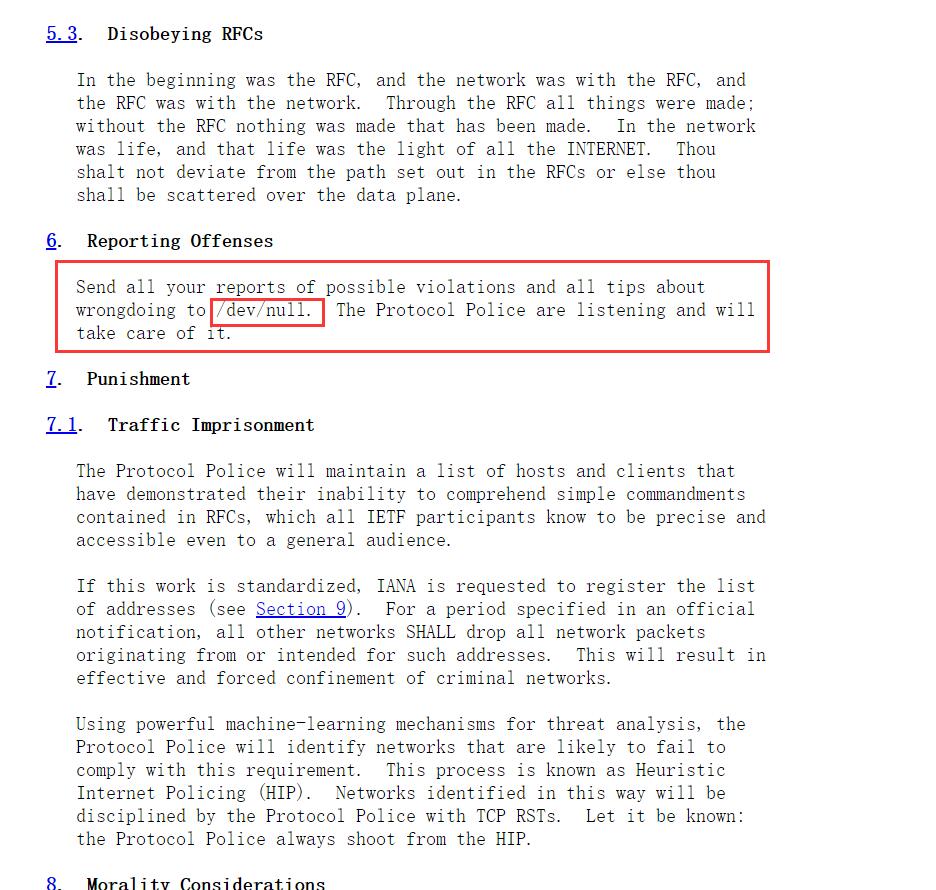 5.3. Disobeying RFCs
In the beginning was the RFC, and the network was with the RFC, and
the RFC was with the network. Through the RFC all things were made;
without the RFC nothing was made that has been made. In the network
was life, and that life was the light of all the INTERNET. Thou
shalt not deviate from the path set out in the RFCs or else thou
shall be scattered over the data plane.
6. Reporting Offenses
Send all your reports of possible violations and all tips about
wrongdoing to /dev/null. The Protocol Police are listening and will
take care of it.
7. Punishment
7.1. Traffic Imprisonment
The Protocol Police will maintain a list of hosts and clients that
have demonstrated their inability to comprehend simple commandments
contained in RFCs, which all IETF participants know to be precise and
accessible even to a general audience.
If this work is standardized, IANA is requested to register the list
of addresses (see Section 9). For a period specified in an official
notification, all other networks SHALL drop all network packets
originating from or intended for such addresses. This will result in
effective and forced confinement of criminal networks.
Using powerful machine-learning mechanisms for threat analysis, the
Protocol Police will identify networks that are likely to fail to
comply with this requirement. This process is known as Heuristic
Internet Policing (HIP). Networks identified in this way will be
disciplined by the Protocol Police with TCP RSTs. Let it be known:
the Protocol Police always shoot from the HIP.
8. Morality Considerations